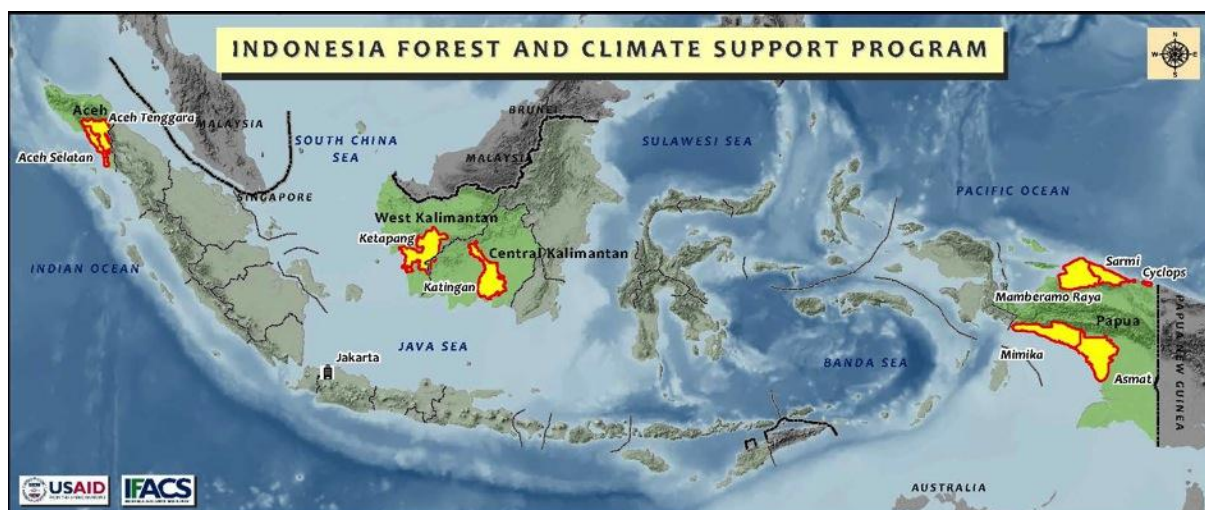 INDONESIA FOREST AND CLIMATE SUPPORT PROGRAM
N
W
E
S
Aceh
Aceh Tenggara
MALAYSIA
Aceh Selatan
SOUTH CHINA
SEA
SINGAPORE
BRUNEI
MALAYSIA
SULAWESI SEA
PACIFIC OCEAN
INDIAN OCEAN
West Kalimantan
Ketapang
Central Kalimantan
Katingan
Sarmi
Cyclops
Mamberamo Raya
Papua
PAPUA NEW GUINEA
Mimika
Asmat
JAVA SEA
Jakarta
BANDA SEA
AUSTRALIA
USAID
IFACS